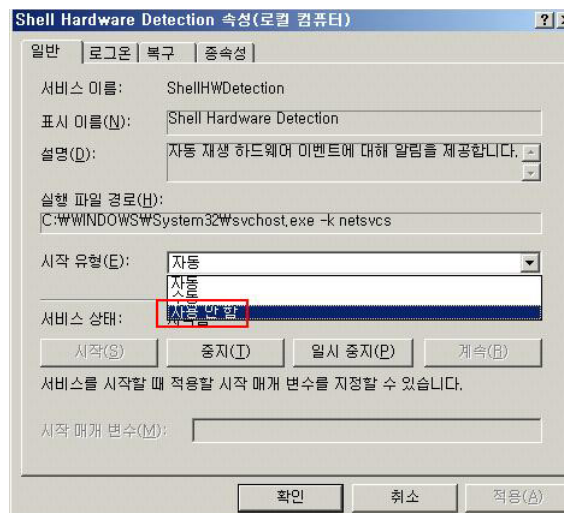 Shell Hardware Detection 속성(로컬 컴퓨터)
일반 로그온 복구 종속성
서비스 이름: ShellHWDetection
표시 이름(N): Shell Hardware Detection
설명(D): 자동 재생 하드웨어 이벤트에 대해 알림을 제공합니다.
실행 파일 경로(H):
C:₩WINDOWS₩System32₩svchost.exe -k netsvcs
시작 유형(E): 자동
자동
수동
사용 안 함
서비스 상태: 시작됨
시작(S) 중지(T) 일시 중지(P) 계속(R)
서비스를 시작할 때 적용할 시작 매개 변수를 지정할 수 있습니다.
시작 매개 변수(M):
확인 취소 적용(A)